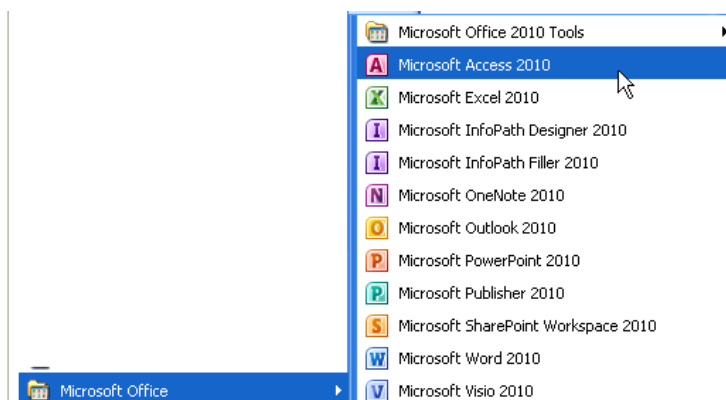 Microsoft Office 2010 Tools
Microsoft Access 2010
Microsoft Excel 2010
Microsoft InfoPath Designer 2010
Microsoft InfoPath Filler 2010
Microsoft OneNote 2010
Microsoft Outlook 2010
Microsoft PowerPoint 2010
Microsoft Publisher 2010
Microsoft SharePoint Workspace 2010
Microsoft Word 2010
Microsoft Office
Microsoft Visio 2010